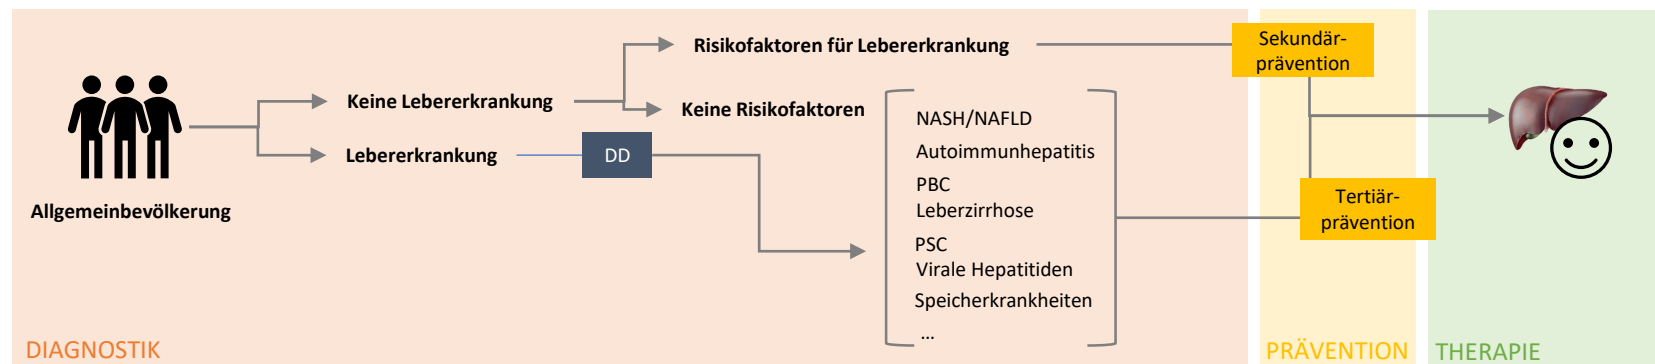 Risikofaktoren für Lebererkrankung
Sekundär-
prävention
Keine Lebererkrankung
Keine Risikofaktoren
NASH/NAFLD
Autoimmunhepatitis
Lebererkrankung
DD
PBC
Leberzirrhose
Tertiär-
prävention
Allgemeinbevölkerung
PSC
Virale Hepatitiden
Speicherkrankheiten
...
DIAGNOSTIK
PRÄVENTION
THERAPIE